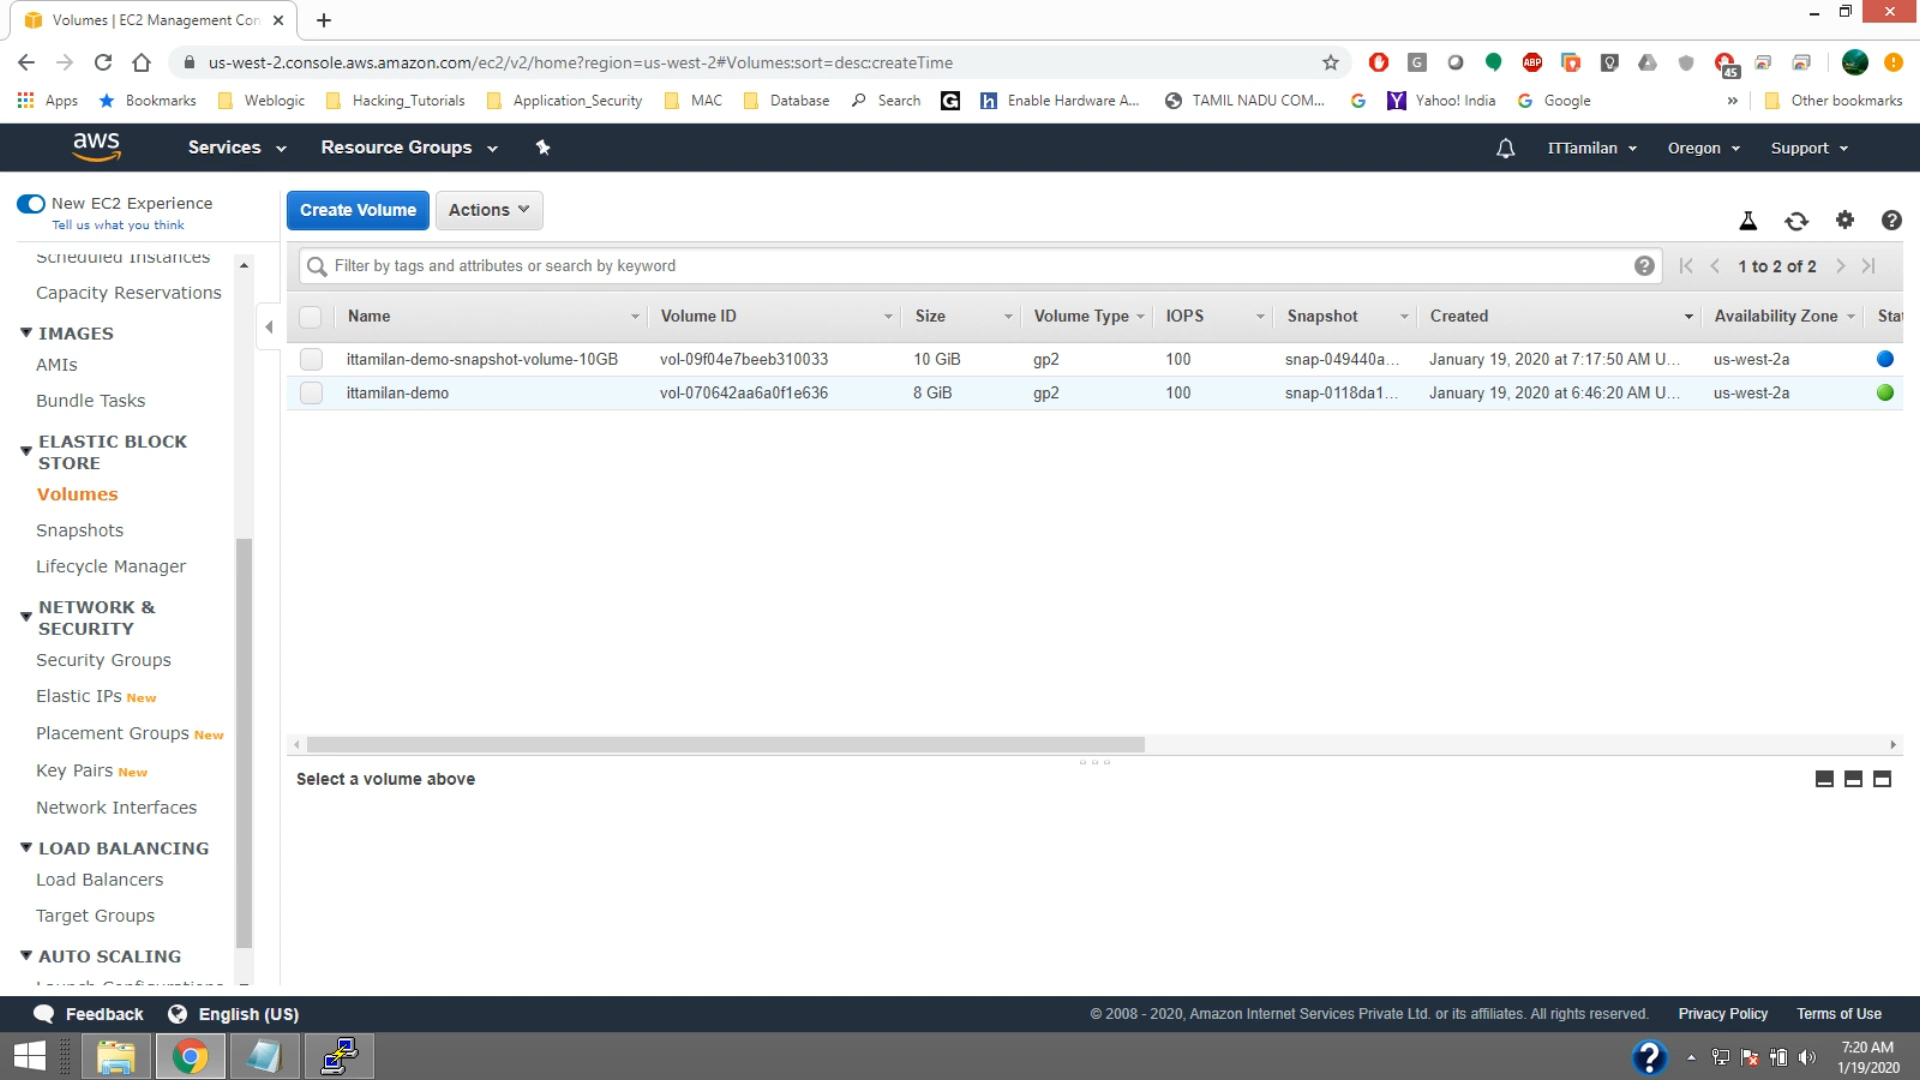 Volumes | EC2 Management Con
us-west-2.console.aws.amazon.com/ec2/v2/home?region=us-west-2#Volumes:sort=desc:createTime
G ABP 45
Apps Bookmarks Weblogic Hacking_Tutorials Application_Security MAC Database Search G h Enable Hardware A... TAMIL NADU COM... G Y Yahoo! India G Google » Other bookmarks
aws Services Resource Groups ITTamilan Oregon Support
New EC2 Experience
Tell us what you think
Create Volume Actions
Scheduled Instances
Capacity Reservations
IMAGES
AMIs
Bundle Tasks
ELASTIC BLOCK
STORE
Volumes
Snapshots
Lifecycle Manager
NETWORK &
SECURITY
Security Groups
Elastic IPs New
Placement Groups New
Key Pairs New
Network Interfaces
LOAD BALANCING
Load Balancers
Target Groups
AUTO SCALING
Launch Configurations
Filter by tags and attributes or search by keyword
1 to 2 of 2
Name Volume ID Size Volume Type IOPS Snapshot Created Availability Zone Stat
ittamilan-demo-snapshot-volume-10GB vol-09f04e7beeb310033 10 GiB gp2 100 snap-049440a... January 19, 2020 at 7:17:50 AM U... us-west-2a
ittamilan-demo vol-070642aa6a0f1e636 8 GiB gp2 100 snap-0118da1... January 19, 2020 at 6:46:20 AM U... us-west-2a
Select a volume above
Feedback English (US) © 2008 - 2020, Amazon Internet Services Private Ltd. or its affiliates. All rights reserved. Privacy Policy Terms of Use
7:20 AM
1/19/2020